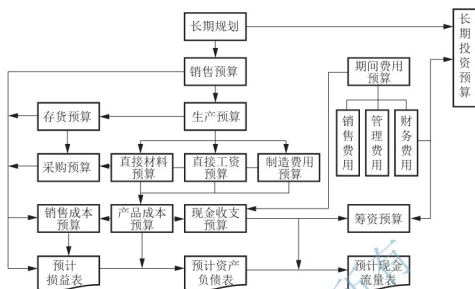 长期规划
长
期
投
资
预
算
销售预算
期间费用
预算
存货预算
生产预算
销
售
费
用
管
理
费
用
财
务
费
用
采购预算
直接材料
预算
直接工资
预算
制造费用
预算
销售成本
预算
产品成本
预算
现金收支
预算
筹资预算
预计
损益表
预计资产
负债表
预计现金
流量表